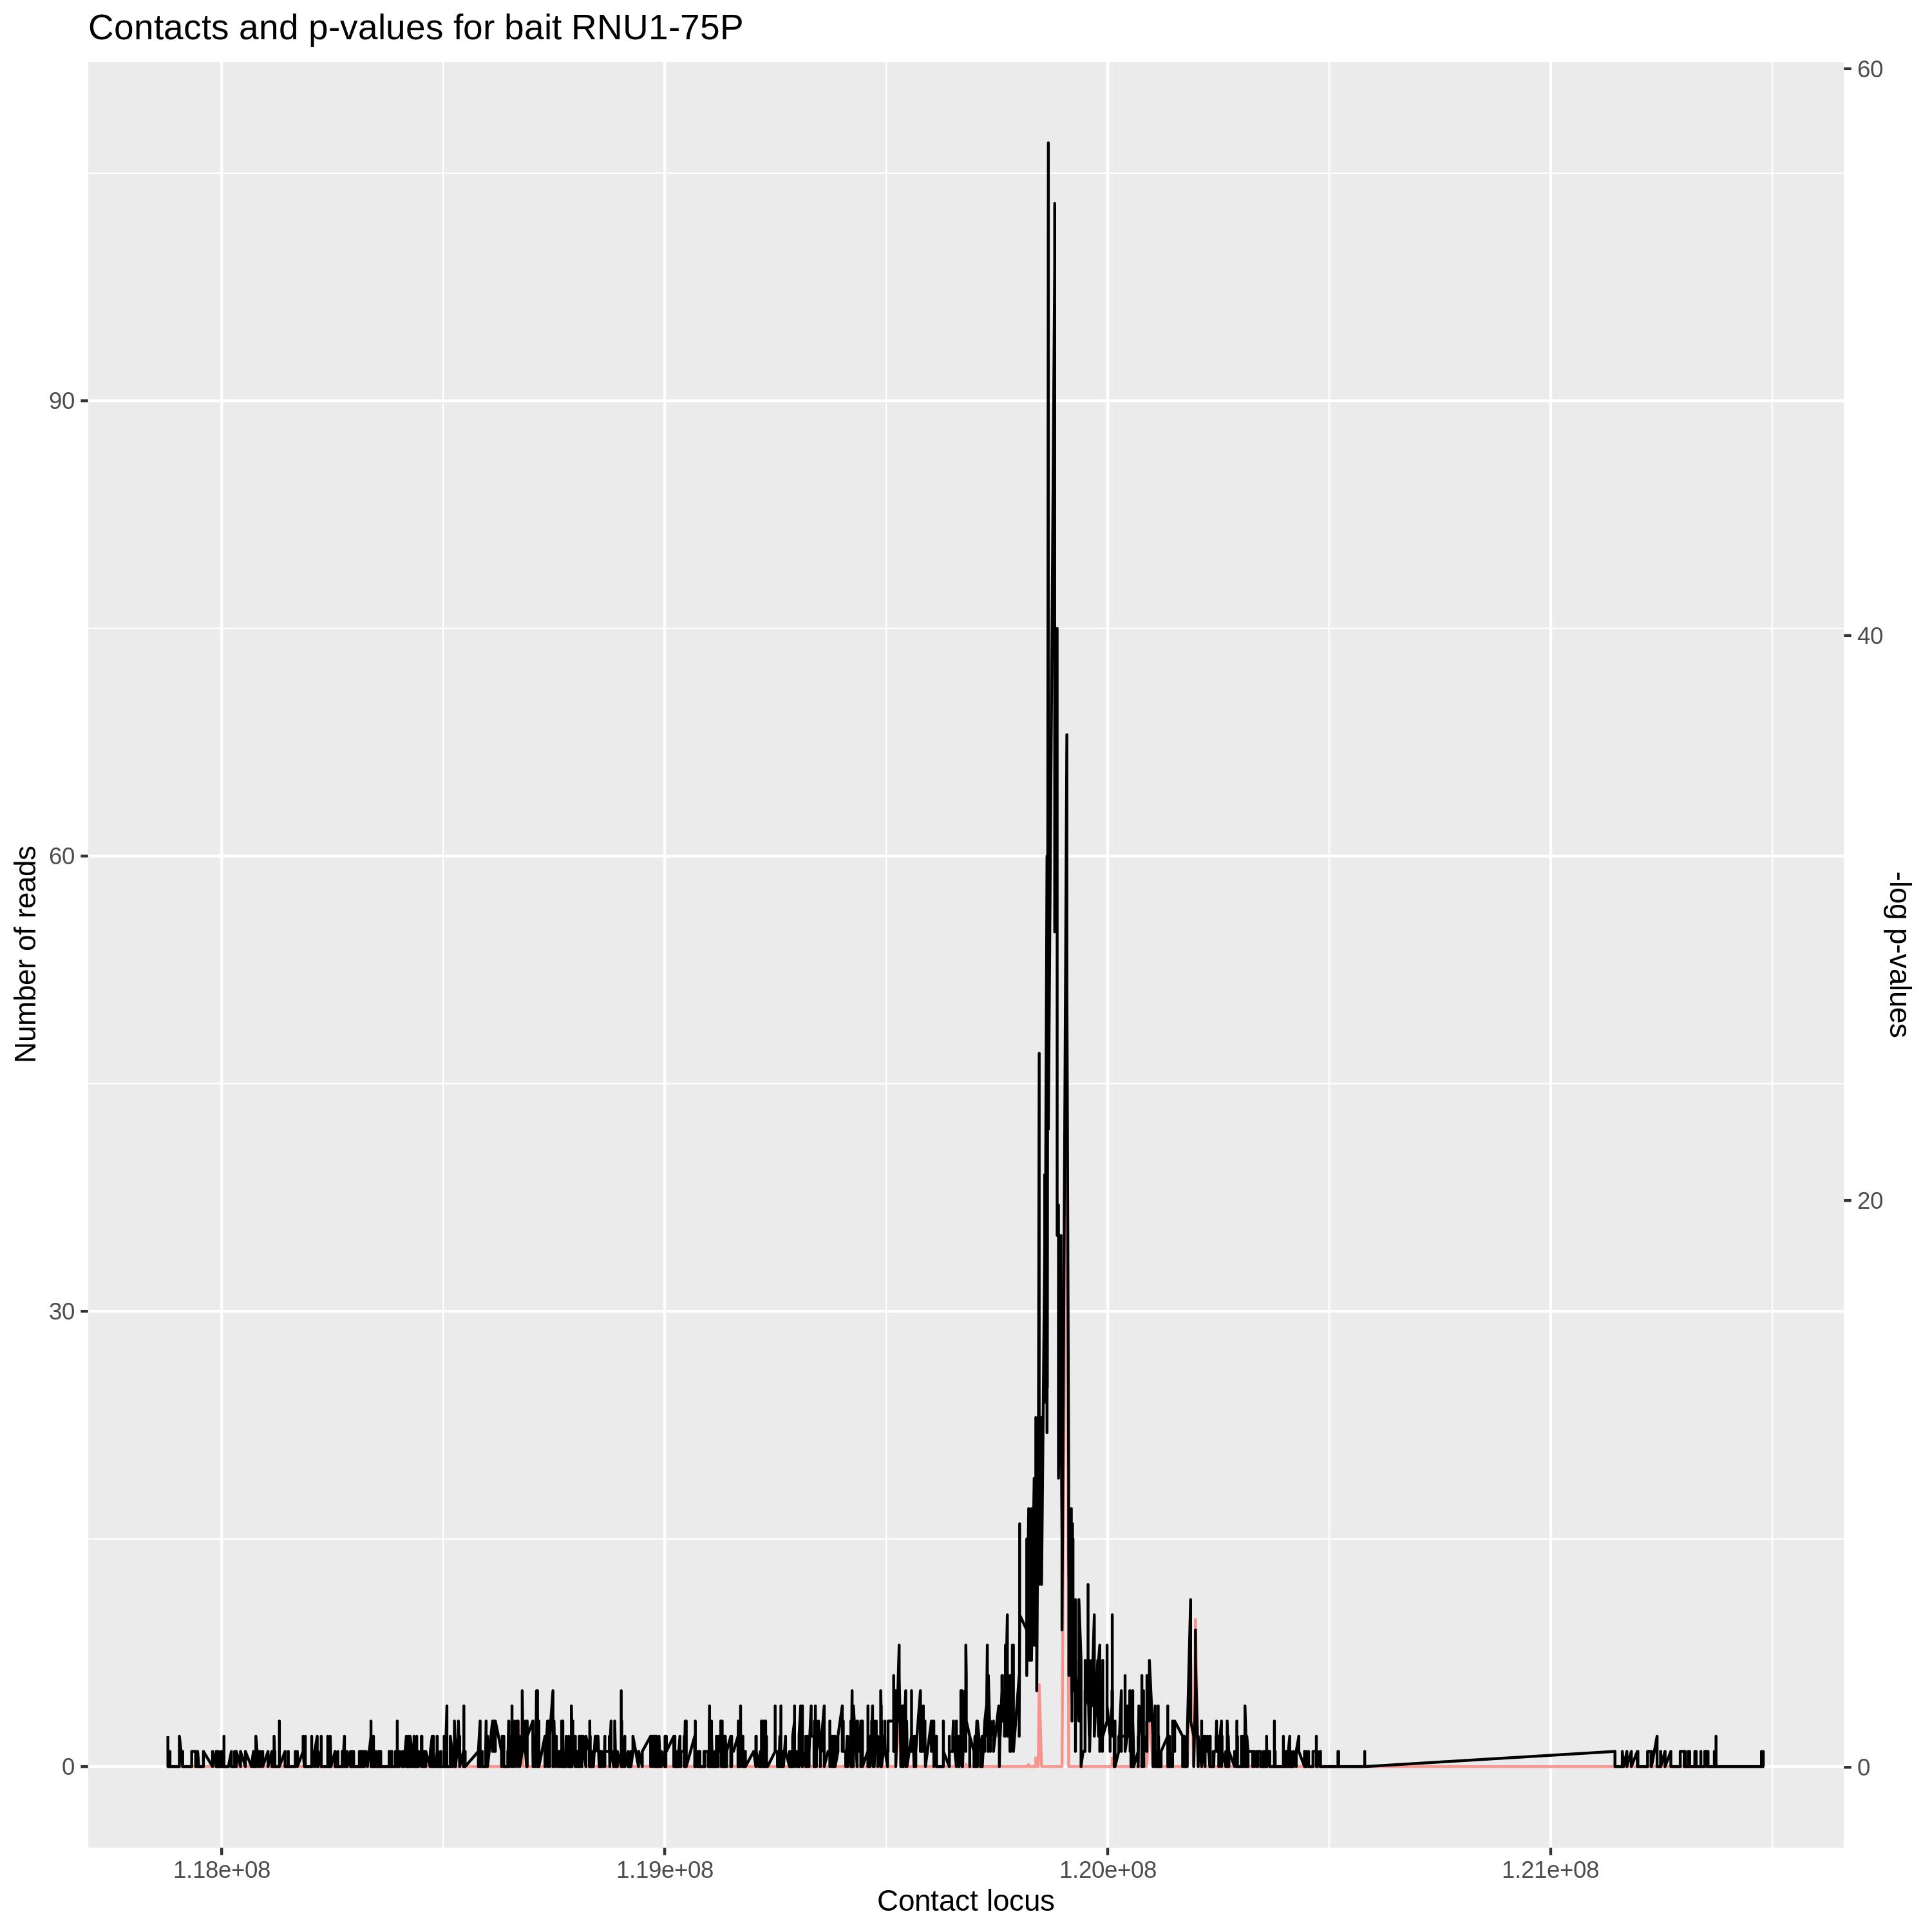 Contacts and p-values for bait RNU1-75P
60
90
40
60
Number of reads
-log p-values
20
30
0
0
1.18e+08
1.19e+08
1.20e+08
1.21e+08
Contact locus